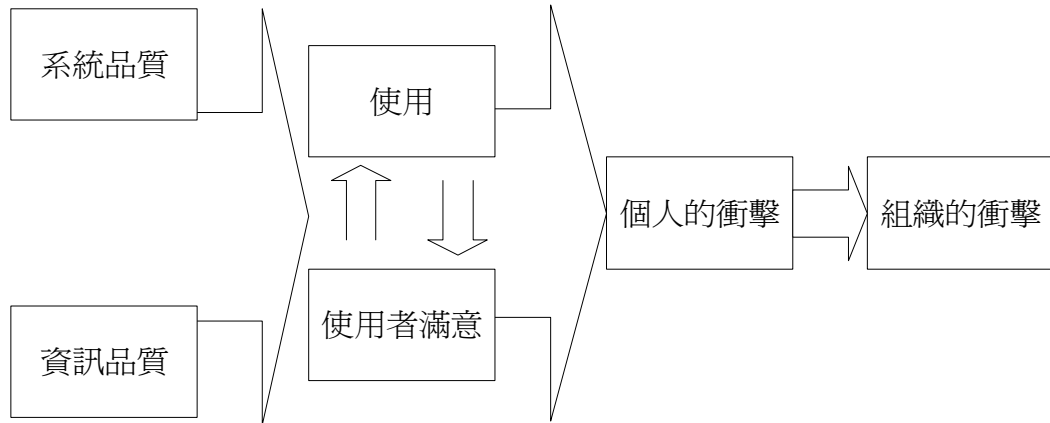 系統品質
資訊品質
使用
使用者滿意
個人的衝擊
組織的衝擊